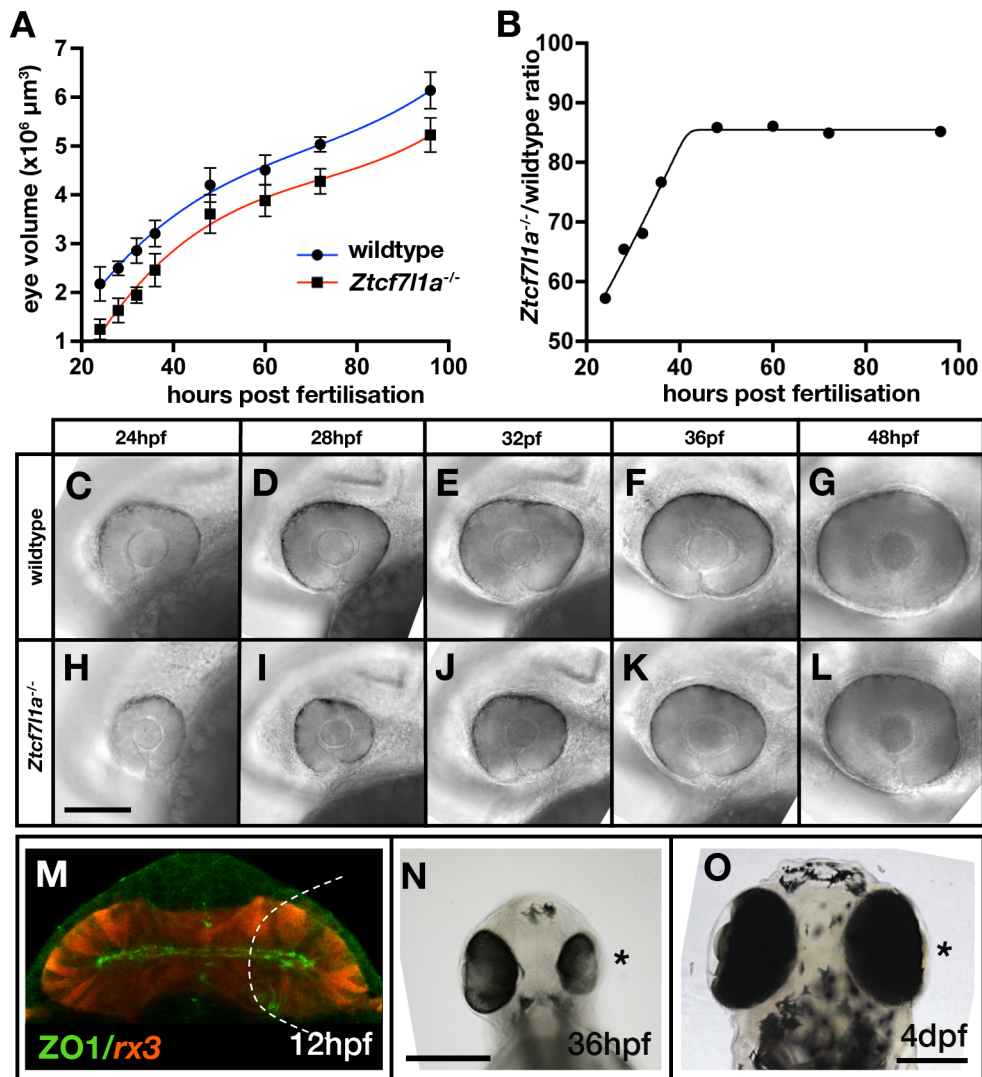 A
eye volume (x10⁶ µm³)
7
6
5
4
3
2
1
20
40
60
80
100
hours post fertilisation
wildtype
Ztcf7l1a-/-
B
Ztcf7l1a-/-/wildtype ratio
100
90
80
70
60
50
20
40
60
80
100
hours post fertilisation
24hpf
28hpf
32pf
36pf
48hpf
wildtype
C
D
E
F
G
Ztcf7l1a-/-
H
I
J
K
L
M
ZO1/rx3
12hpf
N
*
36hpf
O
*
4dpf